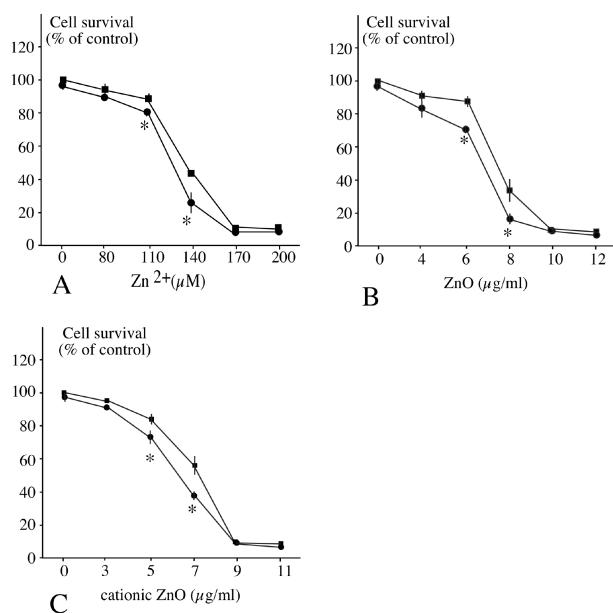 Cell survival
(% of control)
120
100
80
60
40
20
0
*
*
0 80 110 140 170 200
Zn 2+(µM)
A
Cell survival
(% of control)
120
100
80
60
40
20
0
*
*
0 4 6 8 10 12
ZnO (µg/ml)
B
Cell survival
(% of control)
120
100
80
60
40
20
0
*
*
0 3 5 7 9 11
cationic ZnO (µg/ml)
C